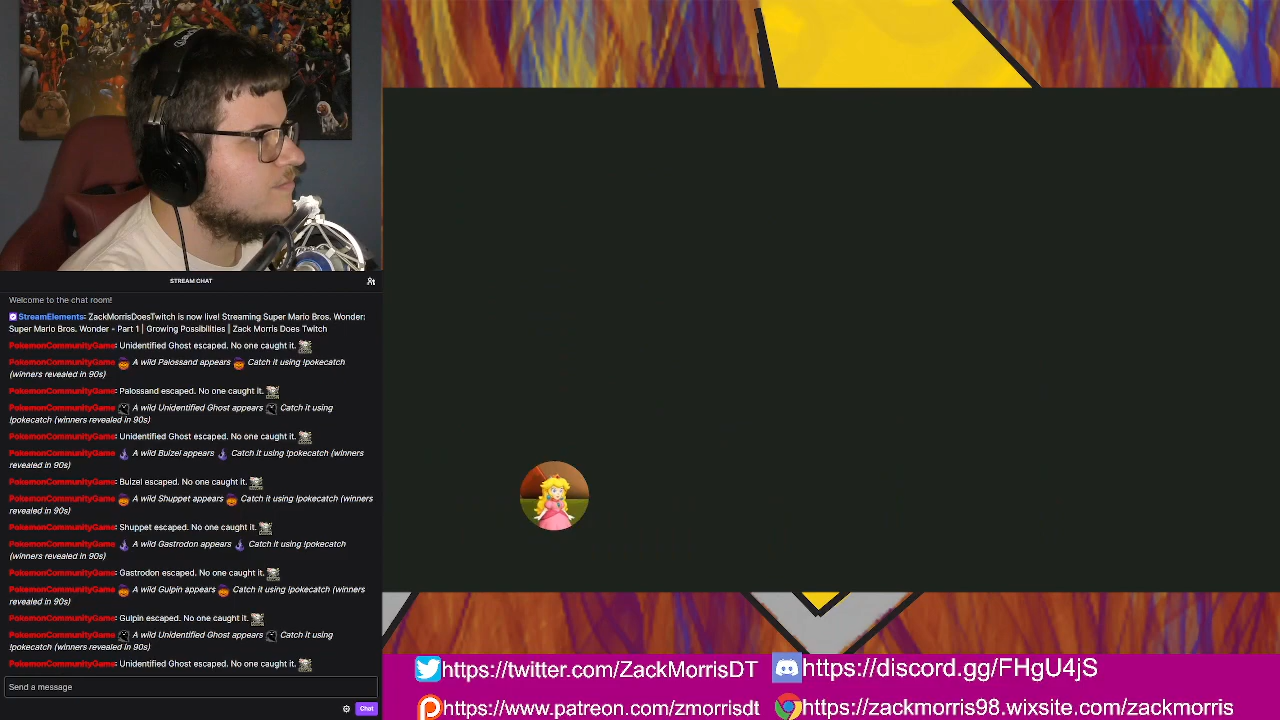 STREAM CHAT
Welcome to the chat room!
StreamElements: ZackMorrisDoesTwitch is now live! Streaming Super Mario Bros. Wonder:
Super Mario Bros. Wonder - Part 1 | Growing Possibilities || Zack Morris Does Twitch
PokemonCommunityGame: Unidentified Ghost escaped. No one caught it.
PokemonCommunityGame: A wild Palossand appears Catch it using !pokecatch
(winners revealed in 90s)
PokemonCommunityGame: Palossand escaped. No one caught it.
PokemonCommunityGame: A wild Unidentified Ghost appears Catch it using
!pokecatch (winners revealed in 90s)
PokemonCommunityGame: Unidentified Ghost escaped. No one caught it.
PokemonCommunityGame: A wild Buizel appears Catch it using !pokecatch (winners
revealed in 90s)
PokemonCommunityGame: Buizel escaped. No one caught it.
PokemonCommunityGame: A wild Shuppet appears Catch it using !pokecatch (winners
revealed in 90s)
PokemonCommunityGame: Shuppet escaped. No one caught it.
PokemonCommunityGame: A wild Gastrodon appears Catch it using !pokecatch
(winners revealed in 90s)
PokemonCommunityGame: Gastrodon escaped. No one caught it.
PokemonCommunityGame: A wild Gulpin appears Catch it using !pokecatch (winners
revealed in 90s)
PokemonCommunityGame: Gulpin escaped. No one caught it.
PokemonCommunityGame: A wild Unidentified Ghost appears Catch it using
!pokecatch (winners revealed in 90s)
PokemonCommunityGame: Unidentified Ghost escaped. No one caught it.
Send a message
Chat
https://twitter.com/ZackMorrisDT
https://discord.gg/FHgU4jS
https://www.patreon.com/zmorrisdt
https://zackmorris98.wixsite.com/zackmorris